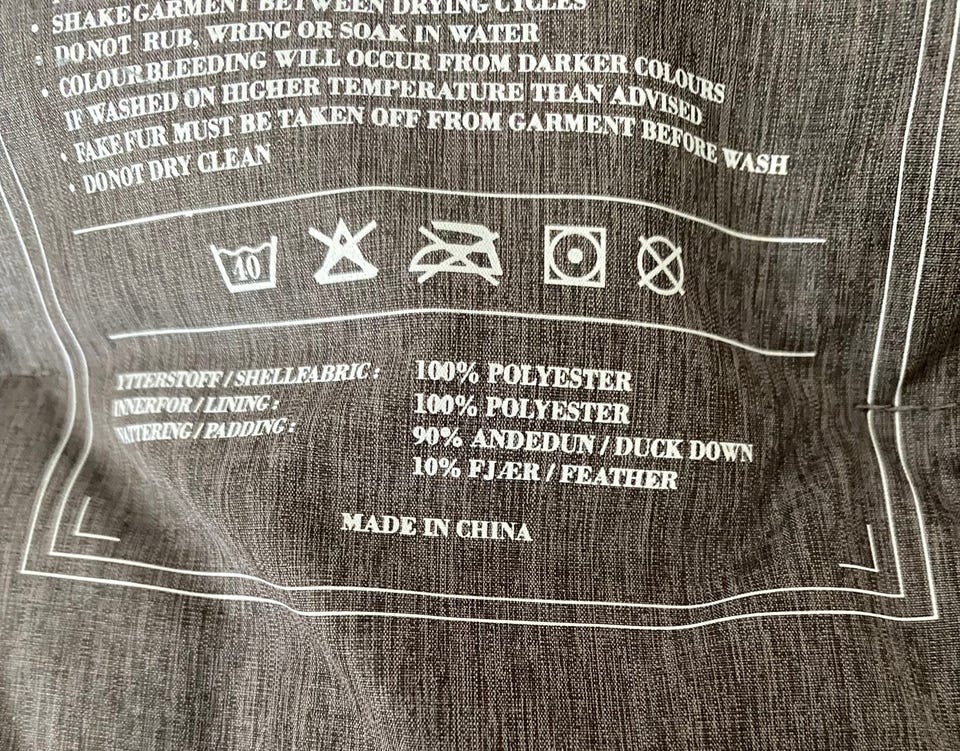 • SHAKE GARMENT BETWEEN DRYING CYCLES
• DO NOT RUB, WRING OR SOAK IN WATER
• COLOUR BLEEDING WILL OCCUR FROM DARKER COLOURS
IF WASHED ON HIGHER TEMPERATURE THAN ADVISED
• FAKE FUR MUST BE TAKEN OFF FROM GARMENT BEFORE WASH
• DO NOT DRY CLEAN
40
YTTERSTOFF / SHELLFABRIC : 100% POLYESTER
INNERFOR / LINING : 100% POLYESTER
VATTERING / PADDING : 90% ANDEDUN / DUCK DOWN
10% FJÆR / FEATHER
MADE IN CHINA